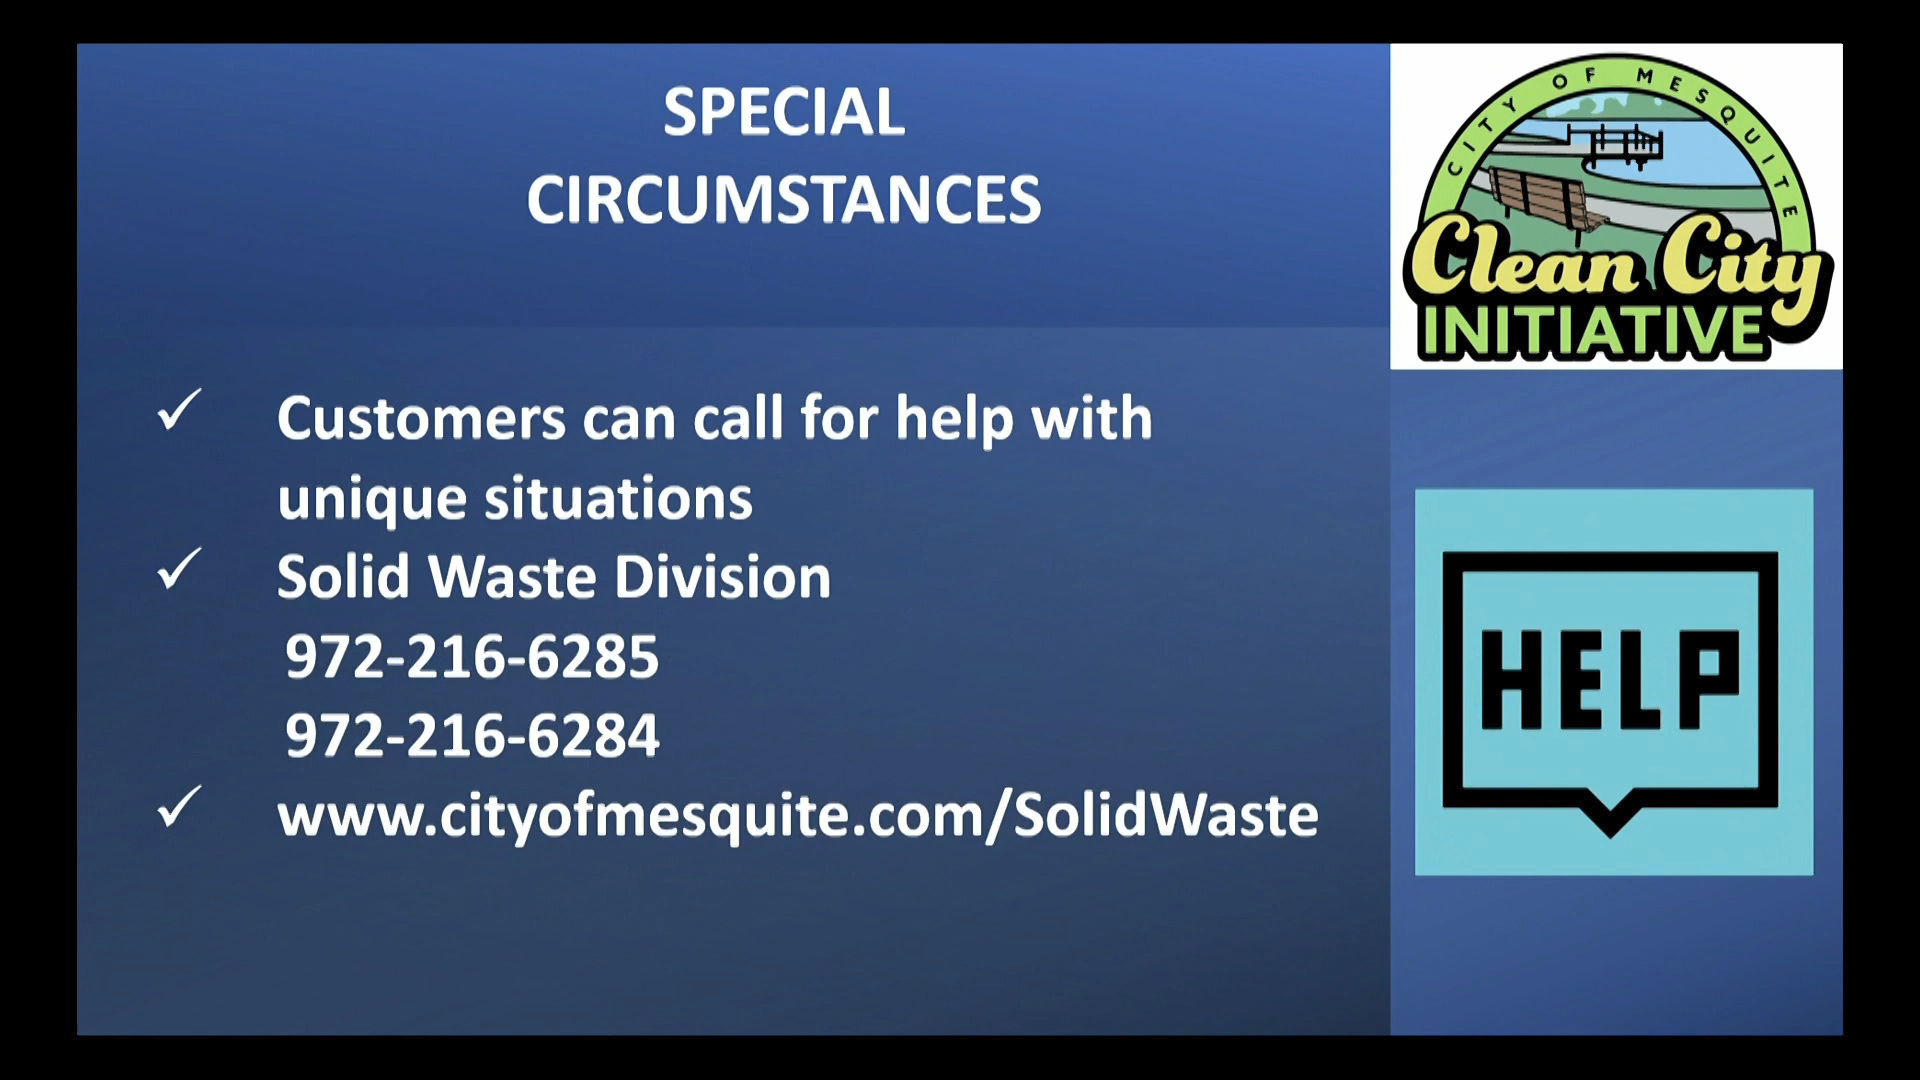 SPECIAL
CIRCUMSTANCES
CITY OF MESQUITE
Clean City
INITIATIVE
Customers can call for help with
unique situations
Solid Waste Division
972-216-6285
972-216-6284
www.cityofmesquite.com/SolidWaste
HELP